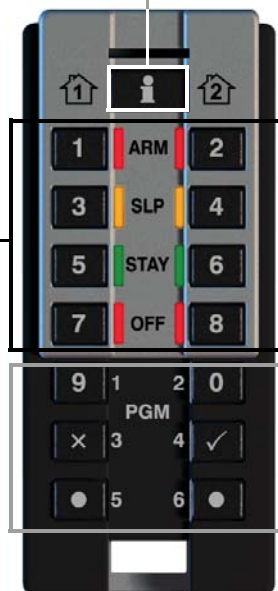 1 i 2
1 ARM 2
3 SLP 4
5 STAY 6
7 OFF 8
9 1 2 0
PGM
× 3 4 ✓
5 6